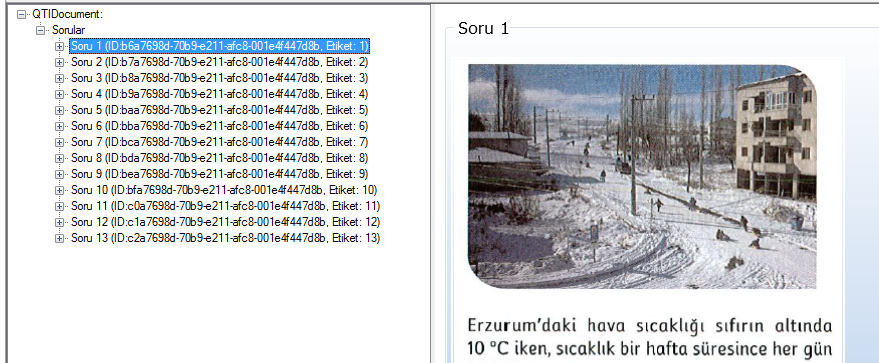 QTIDocument:
Sorular
Soru 1 (ID:b6a7698d-70b9-e211-afc8-001e4f447d8b, Etiket: 1)
Soru 2 (ID:b7a7698d-70b9-e211-afc8-001e4f447d8b, Etiket: 2)
Soru 3 (ID:b8a7698d-70b9-e211-afc8-001e4f447d8b, Etiket: 3)
Soru 4 (ID:b9a7698d-70b9-e211-afc8-001e4f447d8b, Etiket: 4)
Soru 5 (ID:baa7698d-70b9-e211-afc8-001e4f447d8b, Etiket: 5)
Soru 6 (ID:bba7698d-70b9-e211-afc8-001e4f447d8b, Etiket: 6)
Soru 7 (ID:bca7698d-70b9-e211-afc8-001e4f447d8b, Etiket: 7)
Soru 8 (ID:bda7698d-70b9-e211-afc8-001e4f447d8b, Etiket: 8)
Soru 9 (ID:bea7698d-70b9-e211-afc8-001e4f447d8b, Etiket: 9)
Soru 10 (ID:bfa7698d-70b9-e211-afc8-001e4f447d8b, Etiket: 10)
Soru 11 (ID:c0a7698d-70b9-e211-afc8-001e4f447d8b, Etiket: 11)
Soru 12 (ID:c1a7698d-70b9-e211-afc8-001e4f447d8b, Etiket: 12)
Soru 13 (ID:c2a7698d-70b9-e211-afc8-001e4f447d8b, Etiket: 13)
Soru 1
Erzurum'daki hava sıcaklığı sıfırın altında
10 °C iken, sıcaklık bir hafta süresince her gün